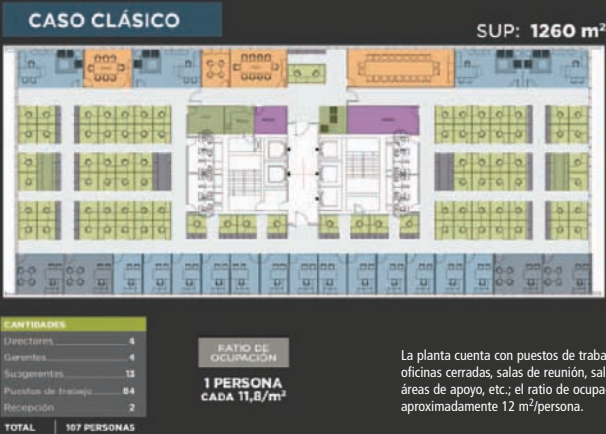 CASO CLÁSICO
SUP: 1260 m²
CANTIDADES
Directores 4
Gerentes 4
Subgerentes 13
Puestos de trabajo 84
Recepción 2
TOTAL 107 PERSONAS
RATIO DE
OCUPACIÓN
1 PERSONA
CADA 11,8/m²
La planta cuenta con puestos de traba
oficinas cerradas, salas de reunión, sal
áreas de apoyo, etc.; el ratio de ocupa
aproximadamente 12 m²/persona.